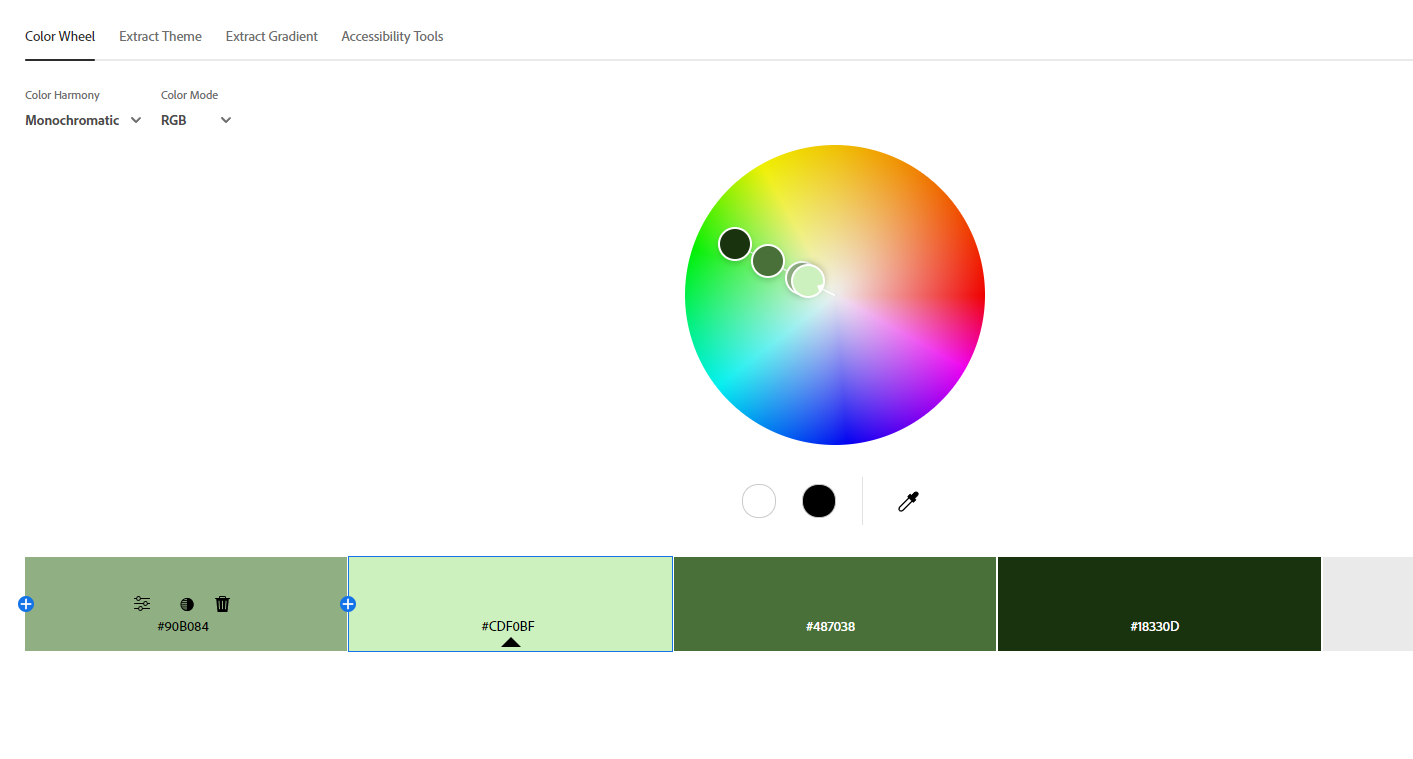 Color Wheel Extract Theme Extract Gradient Accessibility Tools
Color Harmony Color Mode
Monochromatic RGB
#90B084 #CDF0BF #487038 #18330D